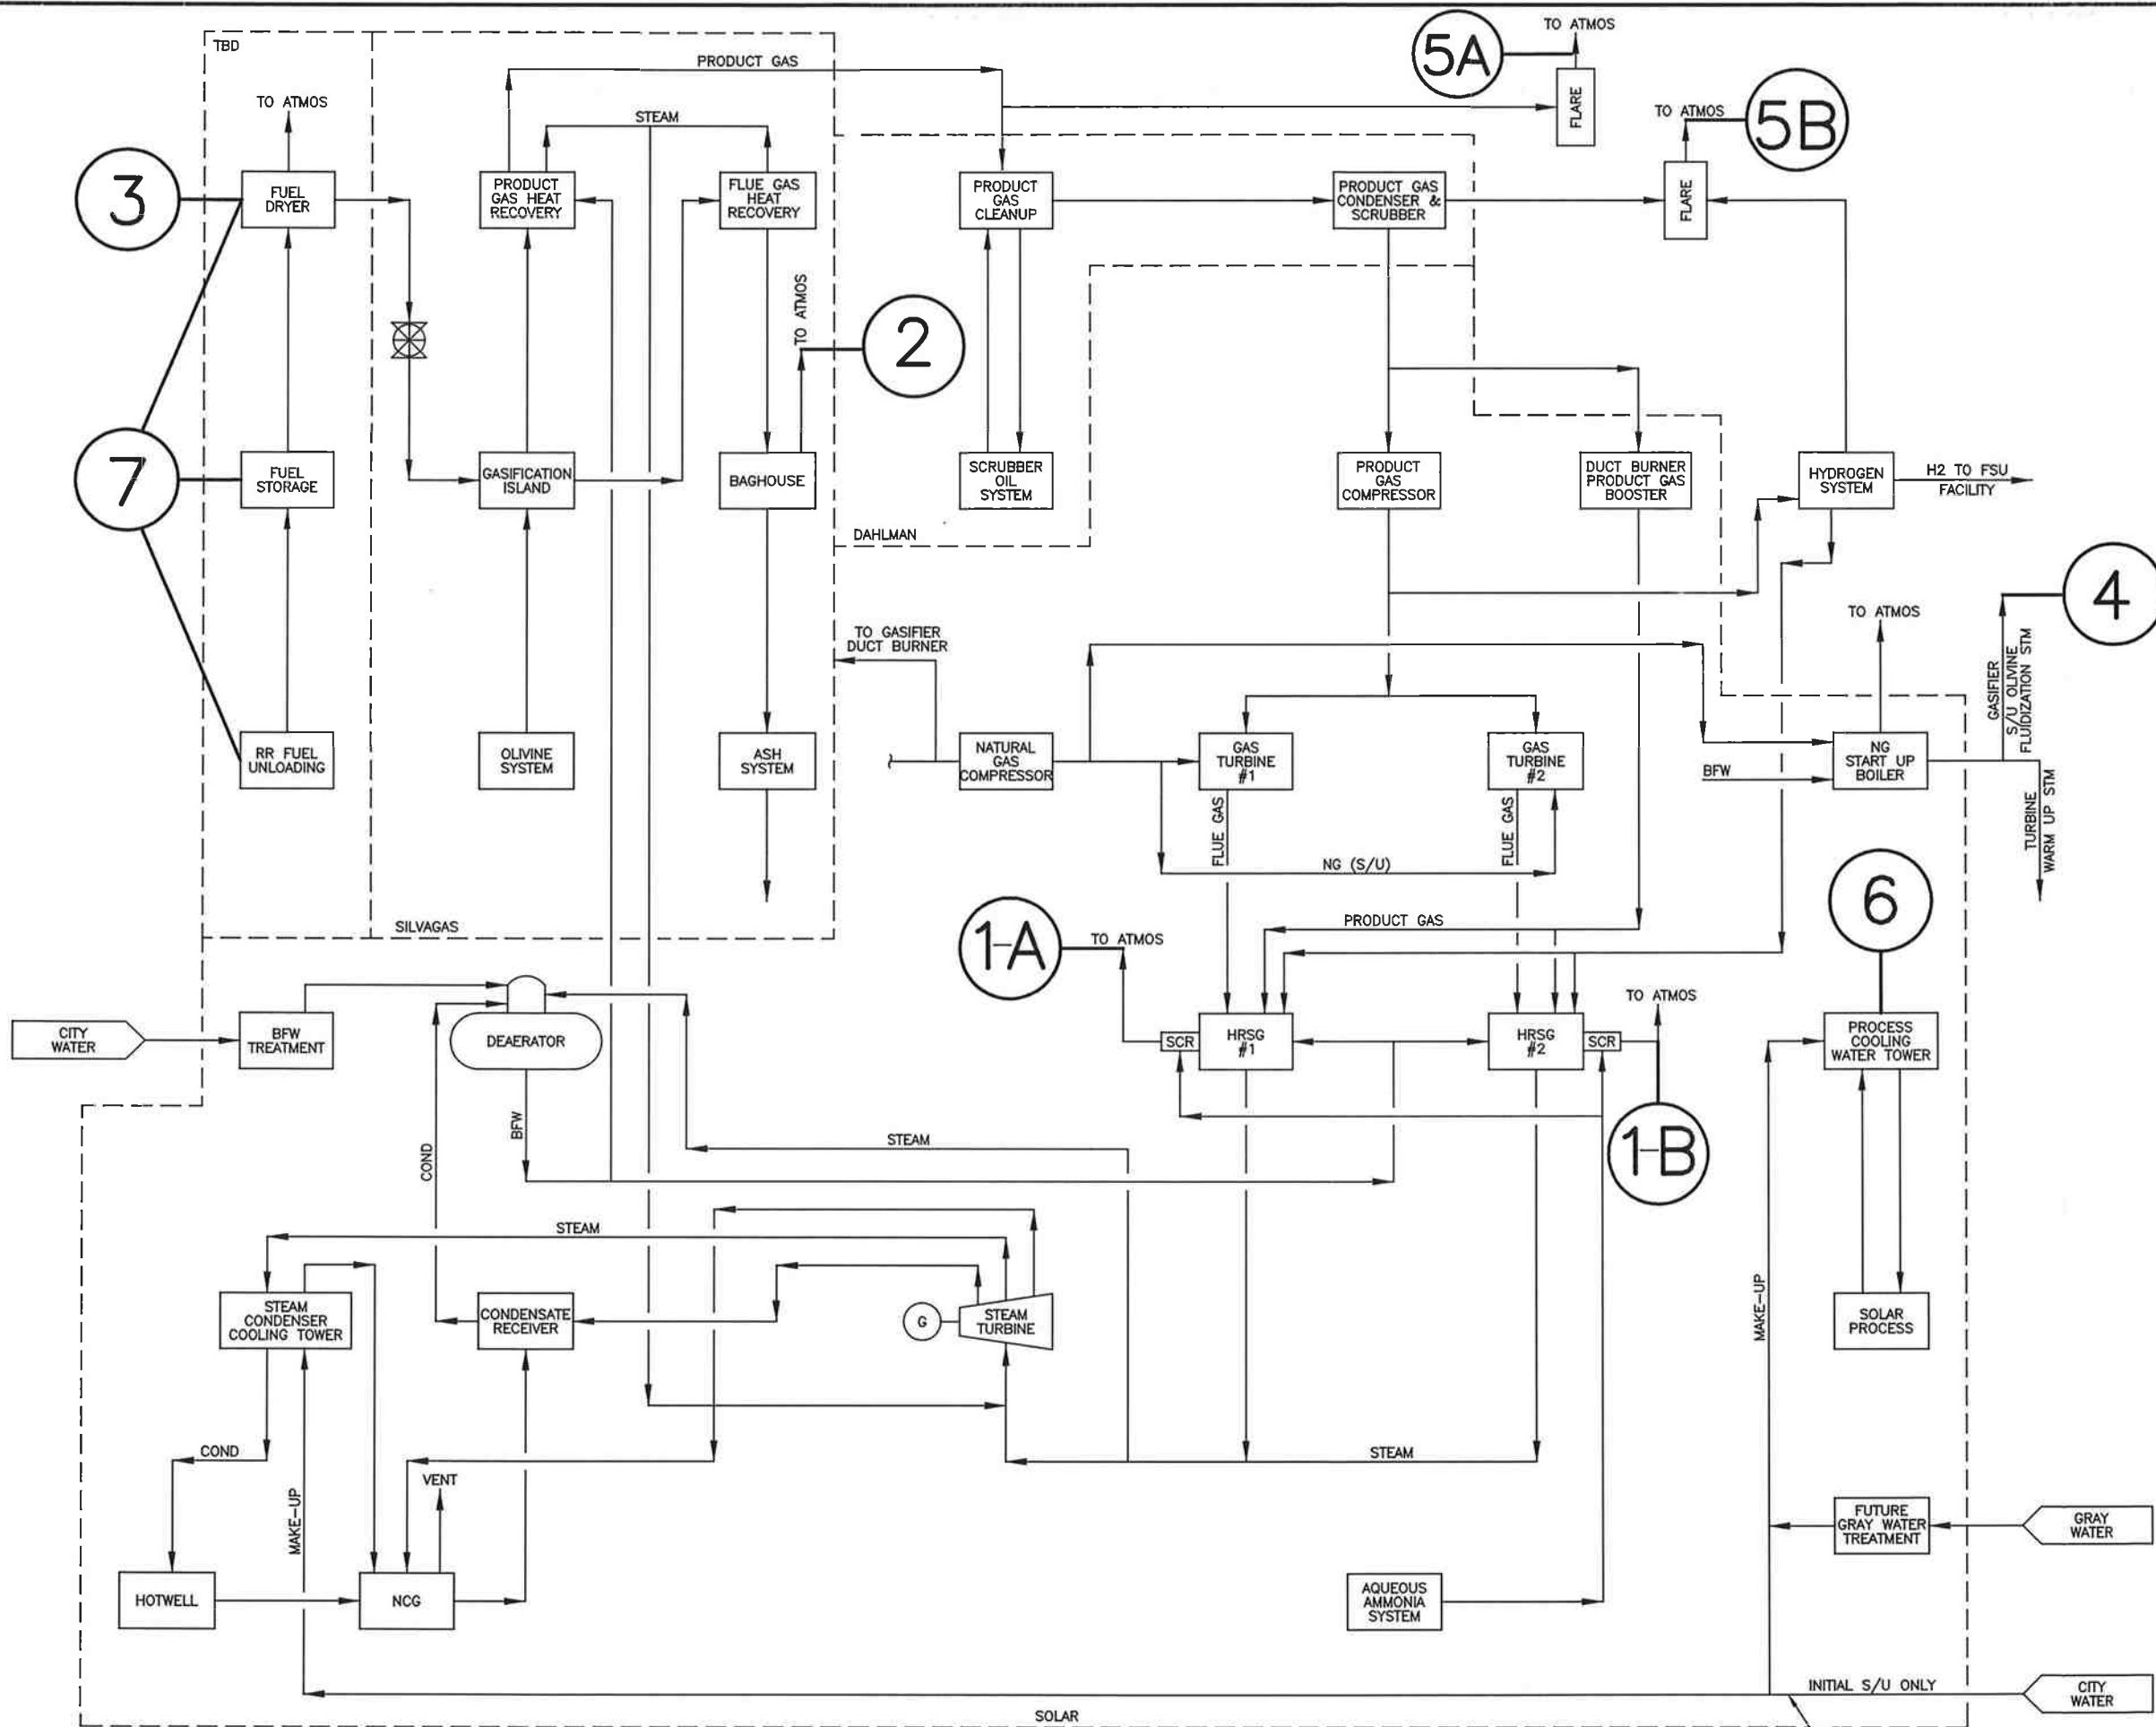 TBD
PRODUCT GAS
5A
TO ATMOS
FLARE
TO ATMOS
5B
FLARE
TO ATMOS
STEAM
3
FUEL
DRYER
PRODUCT
GAS HEAT
RECOVERY
FLUE GAS
HEAT
RECOVERY
PRODUCT
GAS
CLEANUP
PRODUCT GAS
CONDENSER &
SCRUBBER
TO ATMOS
2
7
FUEL
STORAGE
GASIFICATION
ISLAND
BAGHOUSE
SCRUBBER
OIL
SYSTEM
PRODUCT
GAS
COMPRESSOR
DUCT BURNER
PRODUCT GAS
BOOSTER
HYDROGEN
SYSTEM
H2 TO FSU
FACILITY
DAHLMAN
4
TO GASIFIER
DUCT BURNER
TO ATMOS
GASIFIER
S/U OLIVINE
FLUIDIZATION STM
RR FUEL
UNLOADING
OLIVINE
SYSTEM
ASH
SYSTEM
NATURAL
GAS
COMPRESSOR
GAS
TURBINE
#1
GAS
TURBINE
#2
BFW
NG
START UP
BOILER
TURBINE
WARM UP STM
FLUE GAS
FLUE GAS
NG (S/U)
6
SILVAGAS
PRODUCT GAS
1-A
TO ATMOS
TO ATMOS
CITY
WATER
BFW
TREATMENT
DEAERATOR
SCR
HRSG
#1
HRSG
#2
SCR
PROCESS
COOLING
WATER TOWER
1-B
BFW
COND
STEAM
STEAM
STEAM
CONDENSER
COOLING TOWER
CONDENSATE
RECEIVER
G
STEAM
TURBINE
MAKE-UP
SOLAR
PROCESS
COND
STEAM
VENT
MAKE-UP
FUTURE
GRAY WATER
TREATMENT
GRAY
WATER
HOTWELL
NCG
AQUEOUS
AMMONIA
SYSTEM
INITIAL S/U ONLY
CITY
WATER
SOLAR